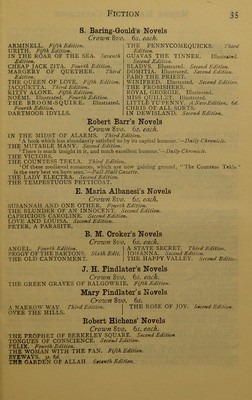 FICTION 35
S. Baring-Gould's Novels
Crown 8vo. 6s. each.
ARMINELL. Fifth Edition.
URITH. Fifth Edition.
IN THE ROAR OF THE SEA. Seventh
Edition.
CHEAP JACK ZITA. Fourth Edition.
MARGERY OF QUETHER. Third
Edition.
THE QUEEN OF LOVE. Fifth Edition.
JACQUETTA. Third Edition.
KITTY ALONE. Fifth Edition.
NOÉMI. Illustrated. Fourth Edition.
THE BROOM-SQUIRE. Illustrated.
Fourth Edition.
DARTMOOR IDYLLS.
THE PENNYCOMEQUICKS. Third
Edition.
GUAVAS THE TINNER. Illustrated.
Second Edition.
BLADYS. Illustrated. Second Edition.
DOMITIA. Illustrated. Second Edition.
PABO THE PRIEST.
WINIFRED. Illustrated. Second Edition.
THE FROBISHERS.
ROYAL GEORGIE. Illustrated.
MISS QUILLET. Illustrated.
LITTLE TU'PENNY. A New Edition. 6d.
CHRIS OF ALL SORTS.
IN DEWISLAND. Second Edition.
Robert Barr's Novels
Crown 8vo. 6s. each.
IN THE MIDST OF ALARMS. Third Edition.
'A book which has abundantly satisfied us by its capital humour.'—Daily Chronicle.
THE MUTABLE MANY. Second Edition.
'There is much insight in it, and much excellent humour.'—Daily Chronicle.
THE VICTORS.
THE COUNTESS TEKLA. Third Edition.
'Of these mediæval romances, which are now gaining ground, "The Countess Tekla"
is the very best we have seen.'—Pall Mall Gazette.
THE LADY ELECTRA. Second Edition.
THE TEMPESTUOUS PETTICOAT.
E. Maria Albanesi's Novels
Crown 8vo. 6s. each.
SUSANNAH AND ONE OTHER. Fourth Edition.
THE BLUNDER OF AN INNOCENT. Second Edition.
CAPRICIOUS CAROLINE. Second Edition.
LOVE AND LOUISA. Second Edition.
PETER, A PARASITE.
B. M. Croker's Novels
Crown 8vo. 6s. each.
ANGEL. Fourth Edition.
PEGGY OF THE BARTONS. Sixth Edit.
THE OLD CANTONMENT.
A STATE SECRET. Third Edition.
JOHANNA. Second Edition.
THE HAPPY VALLEY. Second Edition.
J. H. Findlater's Novels
Crown 8vo. 6s. each.
THE GREEN GRAVES OF BALGOWRIE. Fifth Edition.
Mary Findlater's Novels
Crown 8vo. 6s.
A NARROW WAY. Third Edition.
OVER THE HILLS.
THE ROSE OF JOY. Second Edition.
Robert Hichens' Novels
Crown 8vo. 6s. each.
THE PROPHET OF BERKELEY SQUARE. Second Edition.
TONGUES OF CONSCIENCE. Second Edition.
FELIX. Fourth Edition.
THE WOMAN WITH THE FAN. Fifth Edition.
BYEWAYS. 3s. 6d.
THE GARDEN OF ALLAH. Seventh Edition.